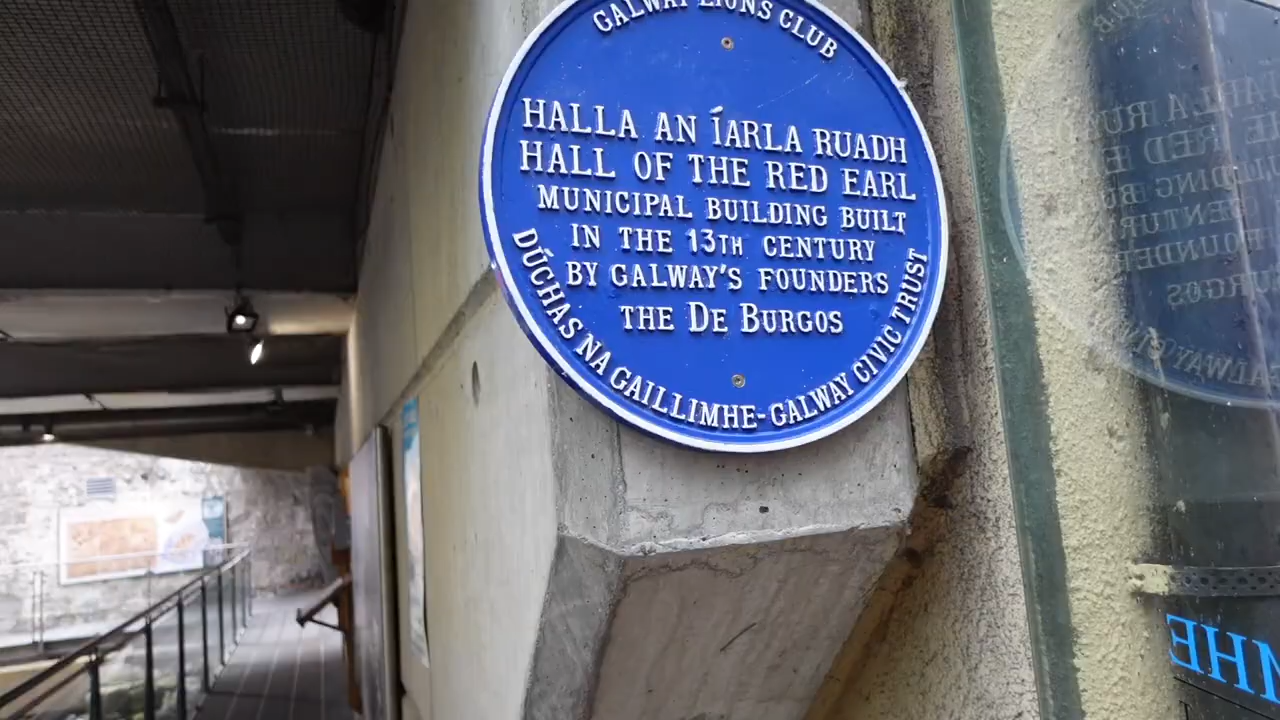 GALWAY LIONS CLUB
HALLA AN ÍARLA RUADH
HALL OF THE RED EARL
MUNICIPAL BUILDING BUILT
IN THE 13TH CENTURY
BY GALWAY'S FOUNDERS
THE DE BURGOS
DÚCHAS NA GAILLIMHE-GALWAY CIVIC TRUST